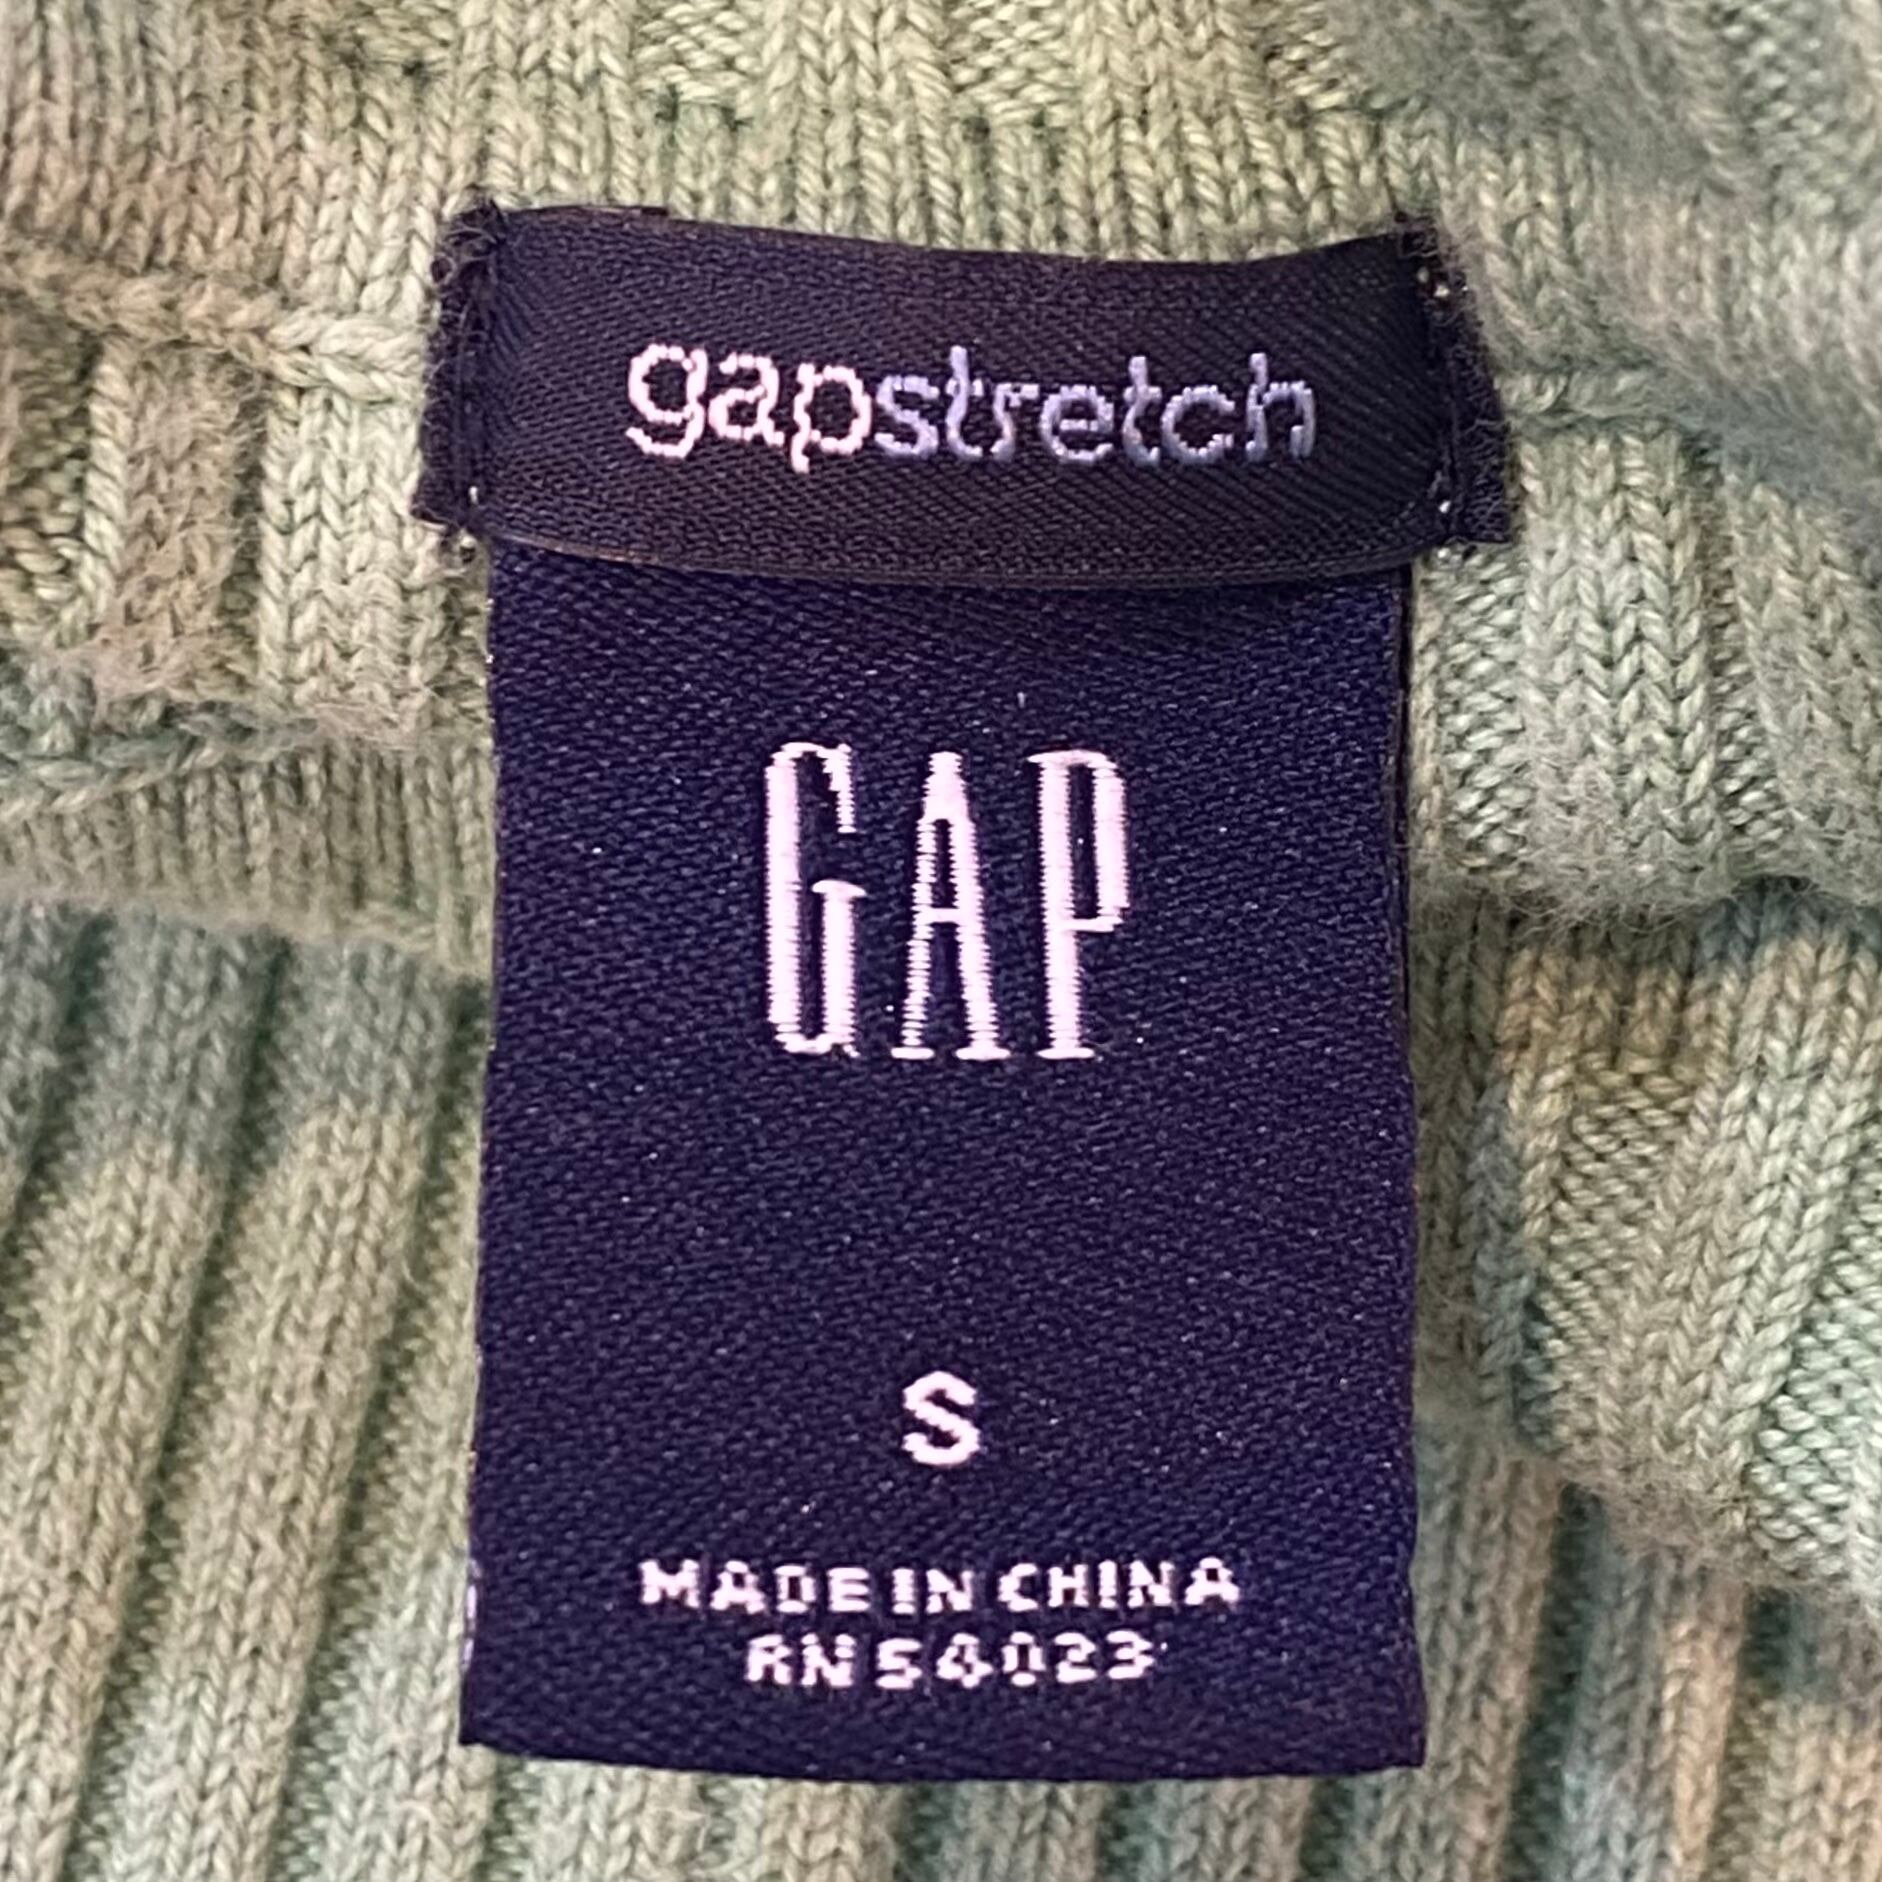 gapstretch
GAP
S
MADE IN CHINA
RN 54023